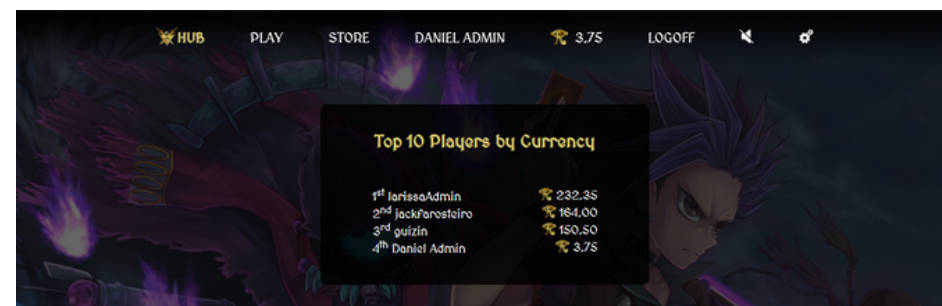 HUB PLAY STORE DANIEL ADMIN 3,75 LOGOFF
Top 10 Players by Currency
1st larissaAdmin 232.35
2nd jackfarosteiro 164.00
3rd guizin 150.50
4th Daniel Admin 3.75